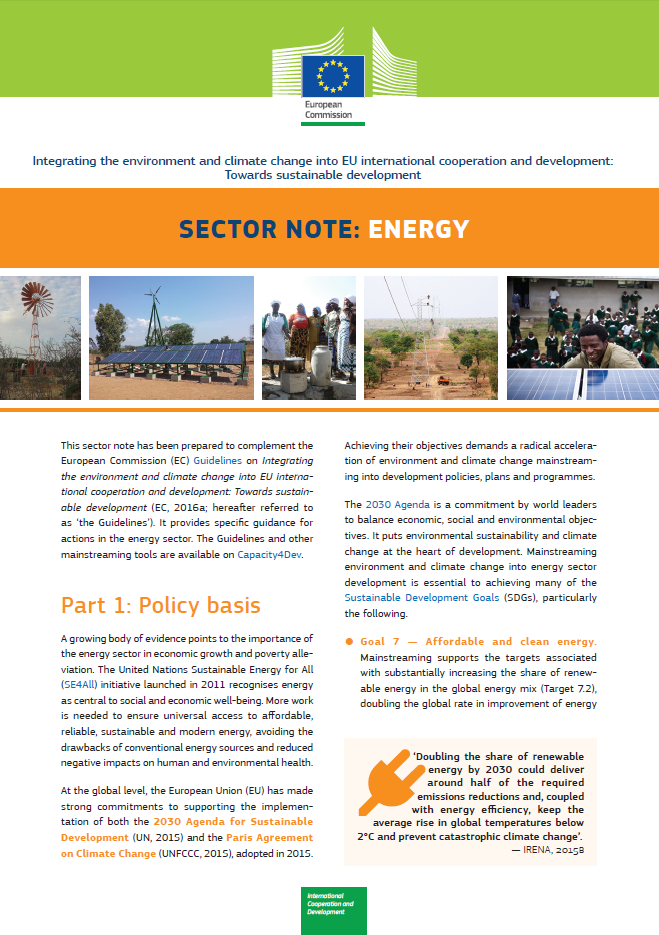 European
Commission
Integrating the environment and climate change into EU international cooperation and development:
Towards sustainable development
SECTOR NOTE: ENERGY
This sector note has been prepared to complement the
European Commission (EC) Guidelines on Integrating
the environment and climate change into EU interna-
tional cooperation and development: Towards sustain-
able development (EC, 2016a; hereafter referred to
as ‘the Guidelines’). It provides specific guidance for
actions in the energy sector. The Guidelines and other
mainstreaming tools are available on Capacity4Dev.
Part 1: Policy basis
A growing body of evidence points to the importance of
the energy sector in economic growth and poverty alle-
viation. The United Nations Sustainable Energy for All
(SE4All) initiative launched in 2011 recognises energy
as central to social and economic well-being. More work
is needed to ensure universal access to affordable,
reliable, sustainable and modern energy, avoiding the
drawbacks of conventional energy sources and reduced
negative impacts on human and environmental health.
At the global level, the European Union (EU) has made
strong commitments to supporting the implemen-
tation of both the 2030 Agenda for Sustainable
Development (UN, 2015) and the Paris Agreement
on Climate Change (UNFCCC, 2015), adopted in 2015.
Achieving their objectives demands a radical accelera-
tion of environment and climate change mainstream-
ing into development policies, plans and programmes.
The 2030 Agenda is a commitment by world leaders
to balance economic, social and environmental objec-
tives. It puts environmental sustainability and climate
change at the heart of development. Mainstreaming
environment and climate change into energy sector
development is essential to achieving many of the
Sustainable Development Goals (SDGs), particularly
the following.
● Goal 7 — Affordable and clean energy.
Mainstreaming supports the targets associated
with substantially increasing the share of renew-
able energy in the global energy mix (Target 7.2),
doubling the global rate in improvement of energy
‘Doubling the share of renewable
energy by 2030 could deliver
around half of the required
emissions reductions and, coupled
with energy efficiency, keep the
average rise in global temperatures below
2°C and prevent catastrophic climate change’.
— IRENA, 2015B
International
Cooperation and
Development